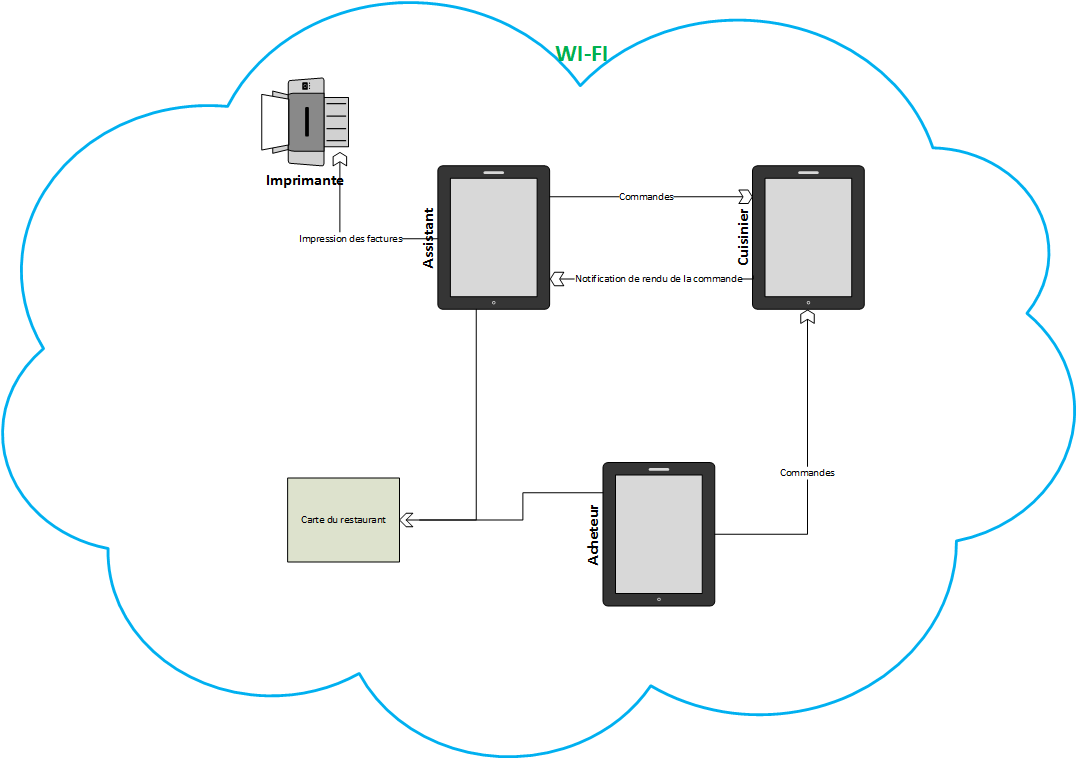 WI-FI
Imprimante
Assistant
Commandes
Cuisinier
Impression des factures
Notification de rendu de la commande
Commandes
Carte du restaurant
Acheteur